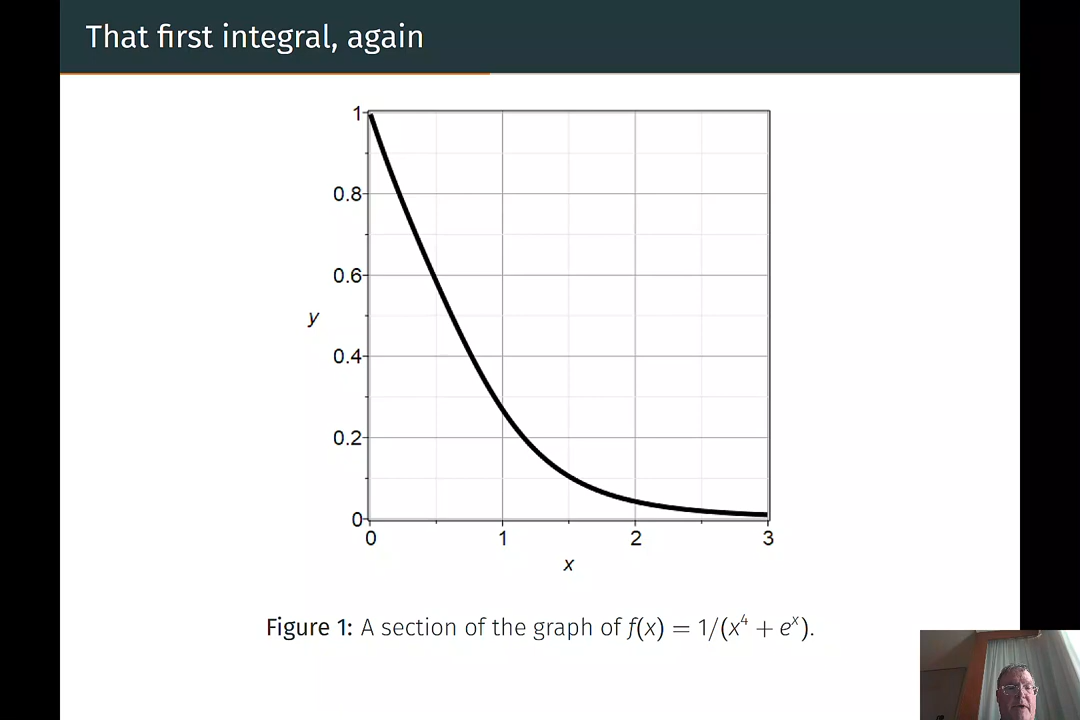 That first integral, again
1
0.8
0.6
y
0.4
0.2
0
0 1 2 3
x
Figure 1: A section of the graph of f(x) = 1/(x⁴ + eˣ).